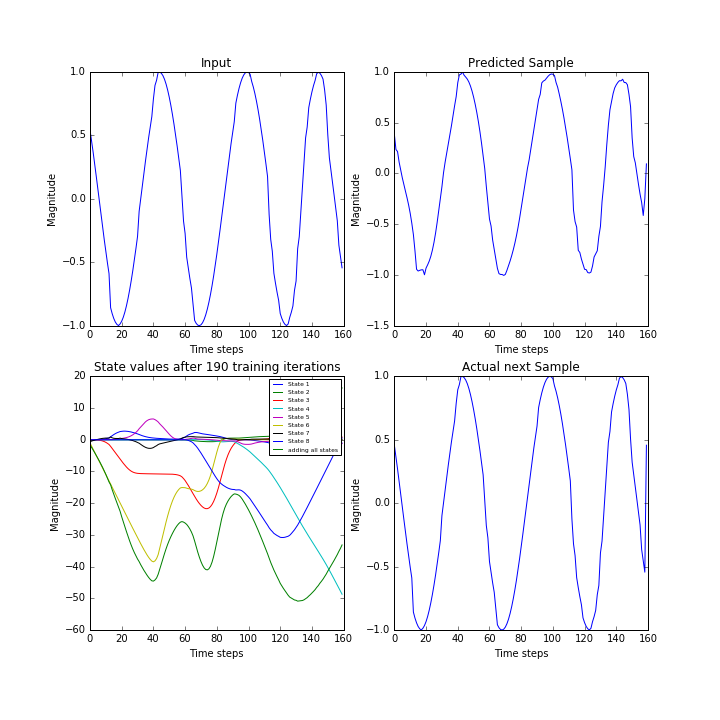 Input
Magnitude
1.0
0.5
0.0
−0.5
−1.0
0 20 40 60 80 100 120 140 160
Time steps
Predicted Sample
Magnitude
1.0
0.5
0.0
−0.5
−1.0
−1.5
0 20 40 60 80 100 120 140 160
Time steps
State values after 190 training iterations
Magnitude
20
10
0
−10
−20
−30
−40
−50
−60
State 1
State 2
State 3
State 4
State 5
State 6
State 7
State 8
adding all states
0 20 40 60 80 100 120 140 160
Time steps
Actual next Sample
Magnitude
1.0
0.5
0.0
−0.5
−1.0
0 20 40 60 80 100 120 140 160
Time steps